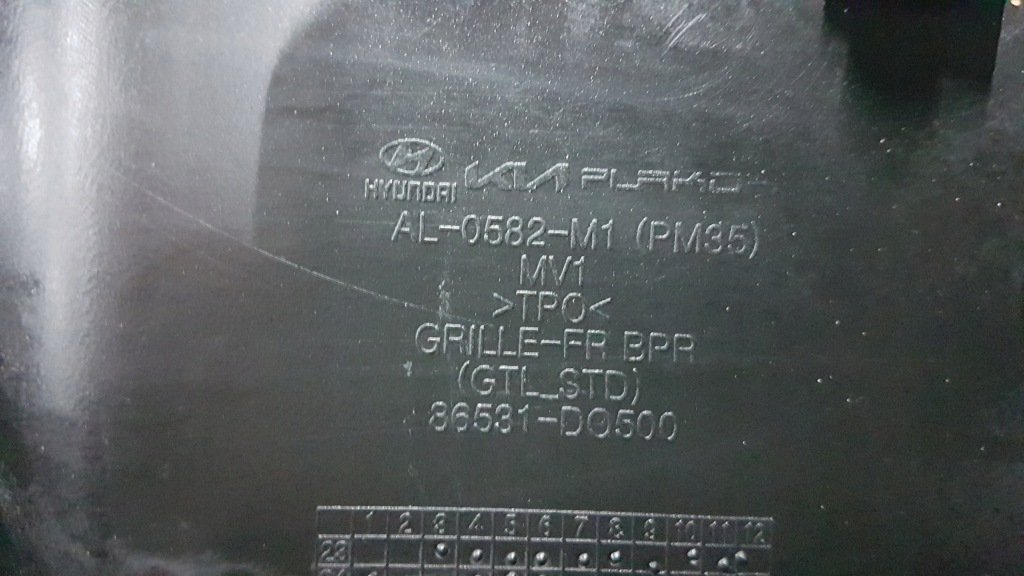 HYUNDAI KIA PLAKO
AL-0582-M1 (PM35)
MV1
>TPO<
GRILLE-FR BPR
(GTL_STD)
86531-DO500
1 2 3 4 5 6 7 8 9 10 11 12
23